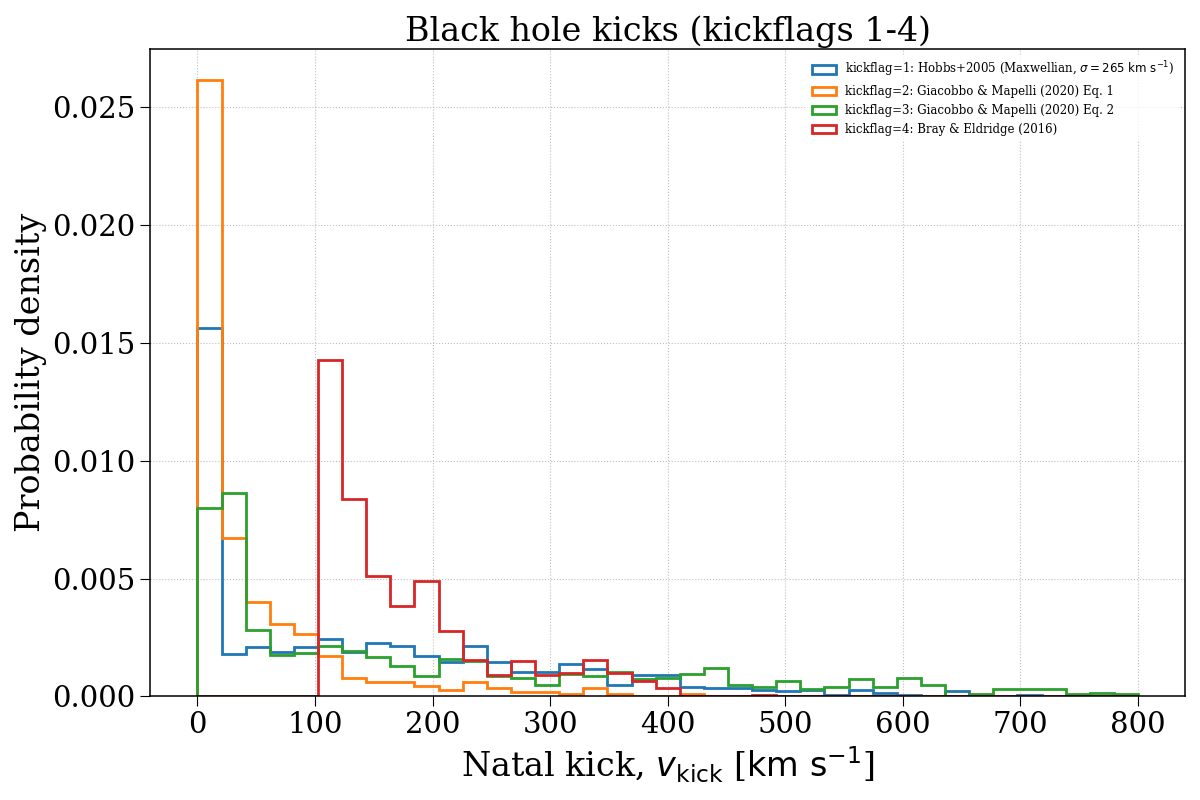 Black hole kicks (kickflags 1-4)
kickflag=1: Hobbs+2005 (Maxwellian, σ = 265 km s⁻¹)
kickflag=2: Giacobbo & Mapelli (2020) Eq. 1
kickflag=3: Giacobbo & Mapelli (2020) Eq. 2
kickflag=4: Bray & Eldridge (2016)
Probability density
0.025
0.020
0.015
0.010
0.005
0.000
0 100 200 300 400 500 600 700 800
Natal kick, v_kick [km s⁻¹]